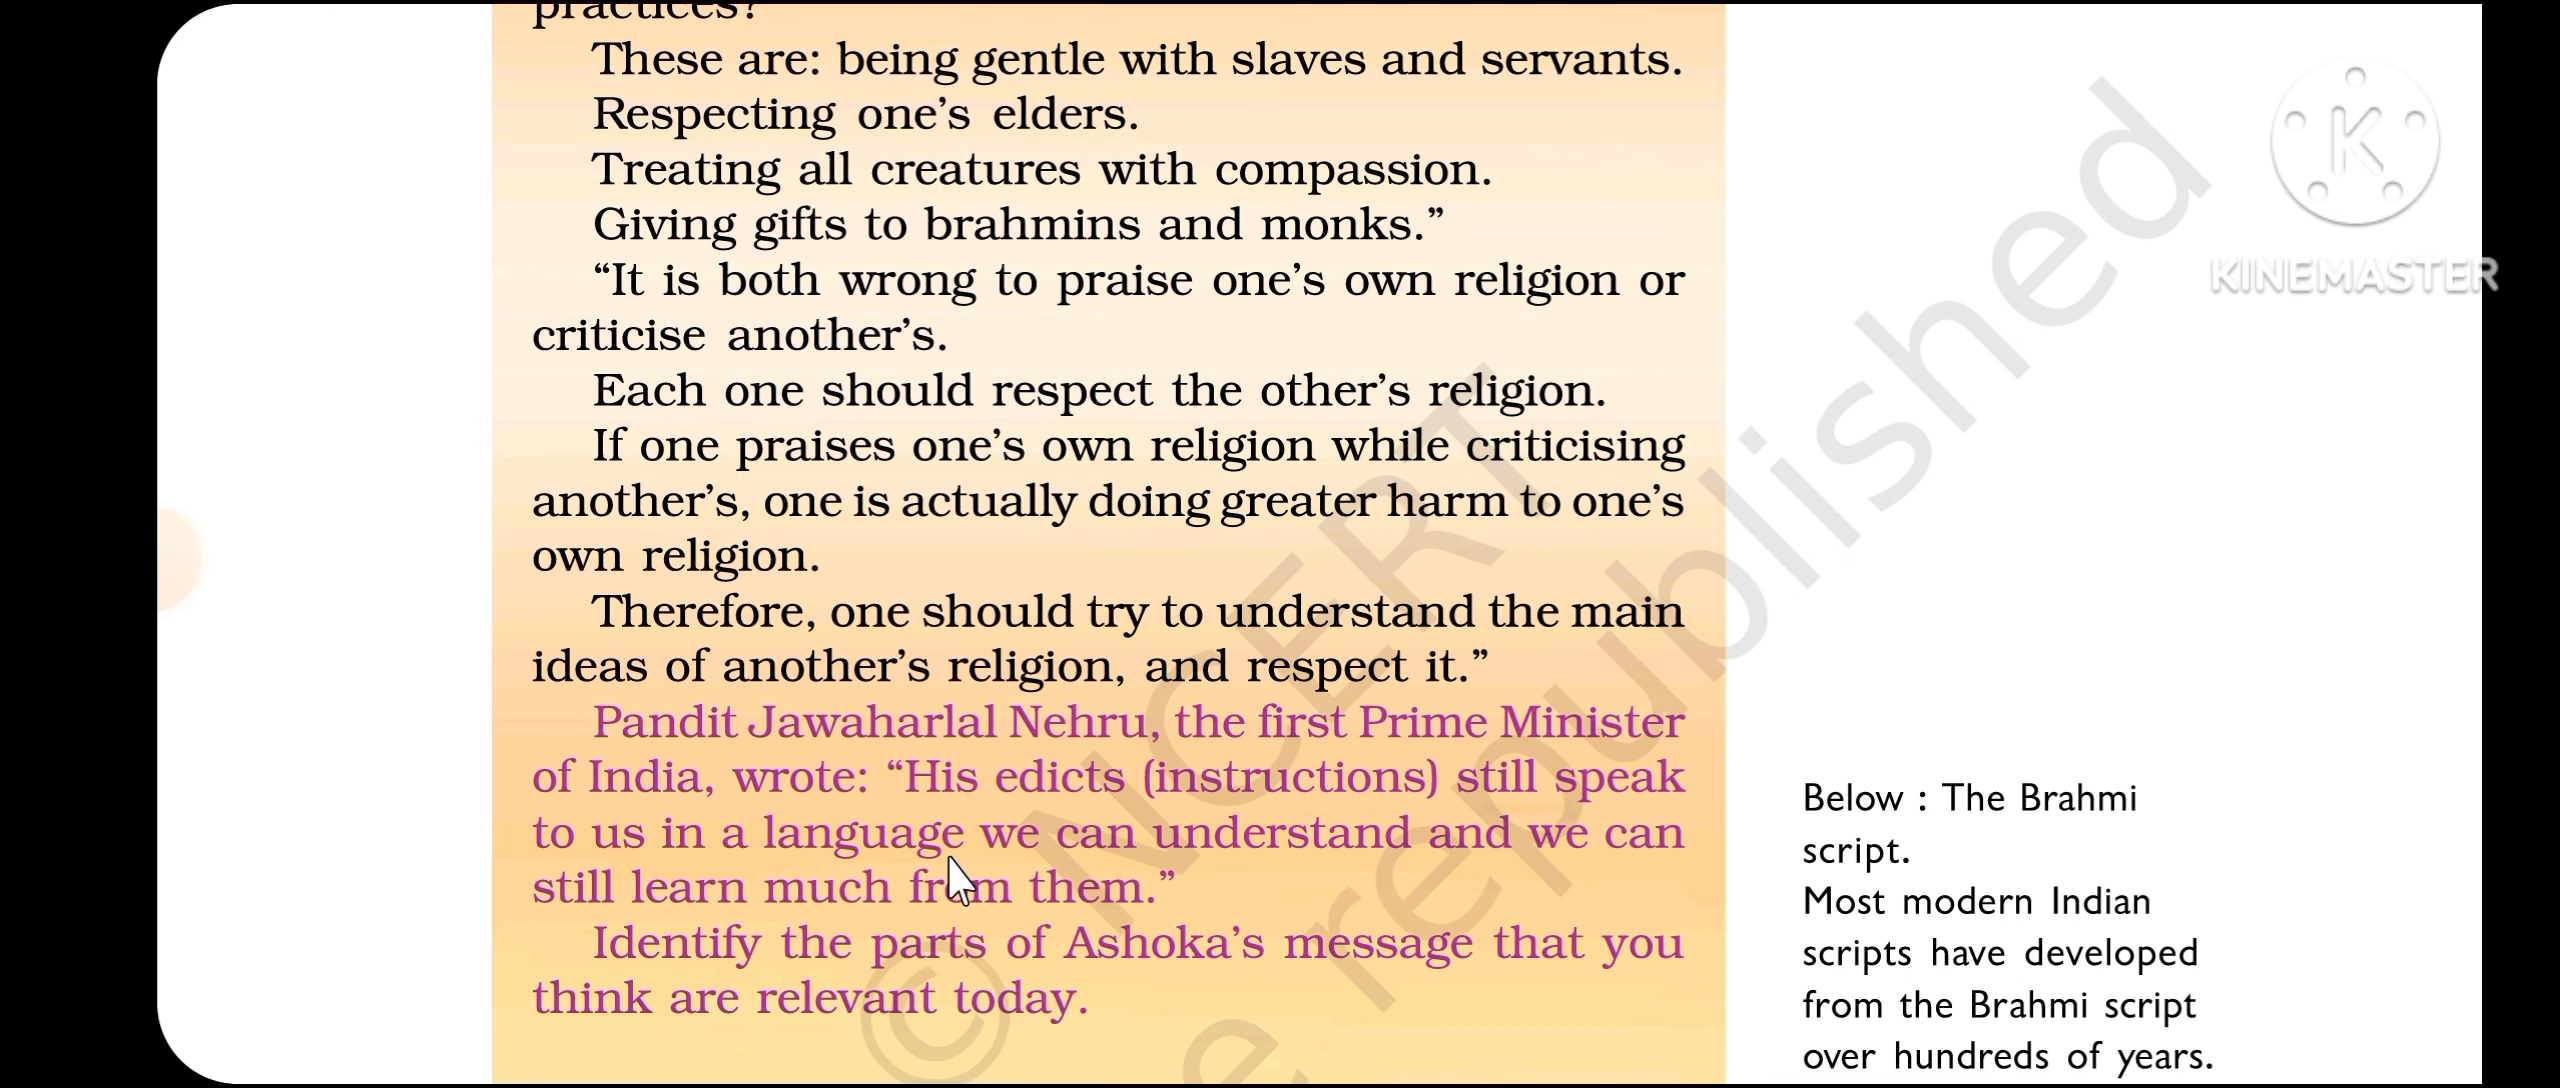 practices?
These are: being gentle with slaves and servants.
Respecting one’s elders.
Treating all creatures with compassion.
Giving gifts to brahmins and monks.”
“It is both wrong to praise one’s own religion or
criticise another’s.
Each one should respect the other’s religion.
If one praises one’s own religion while criticising
another’s, one is actually doing greater harm to one’s
own religion.
Therefore, one should try to understand the main
ideas of another’s religion, and respect it.”
Pandit Jawaharlal Nehru, the first Prime Minister
of India, wrote: “His edicts (instructions) still speak
to us in a language we can understand and we can
still learn much from them.”
Identify the parts of Ashoka’s message that you
think are relevant today.
Below : The Brahmi
script.
Most modern Indian
scripts have developed
from the Brahmi script
over hundreds of years.
© NCERT
republished
K
KINEMASTER